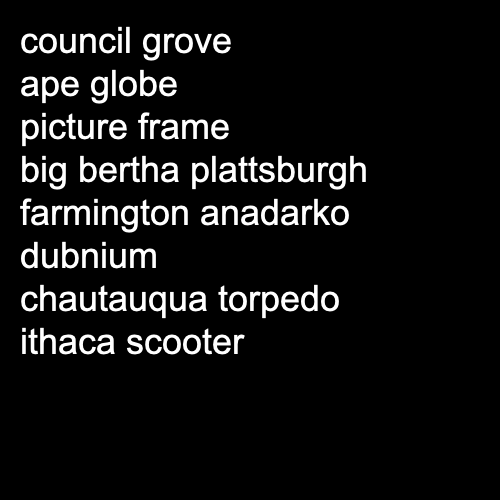 council grove
ape globe
picture frame
big bertha plattsburgh
farmington anadarko
dubnium
chautauqua torpedo
ithaca scooter